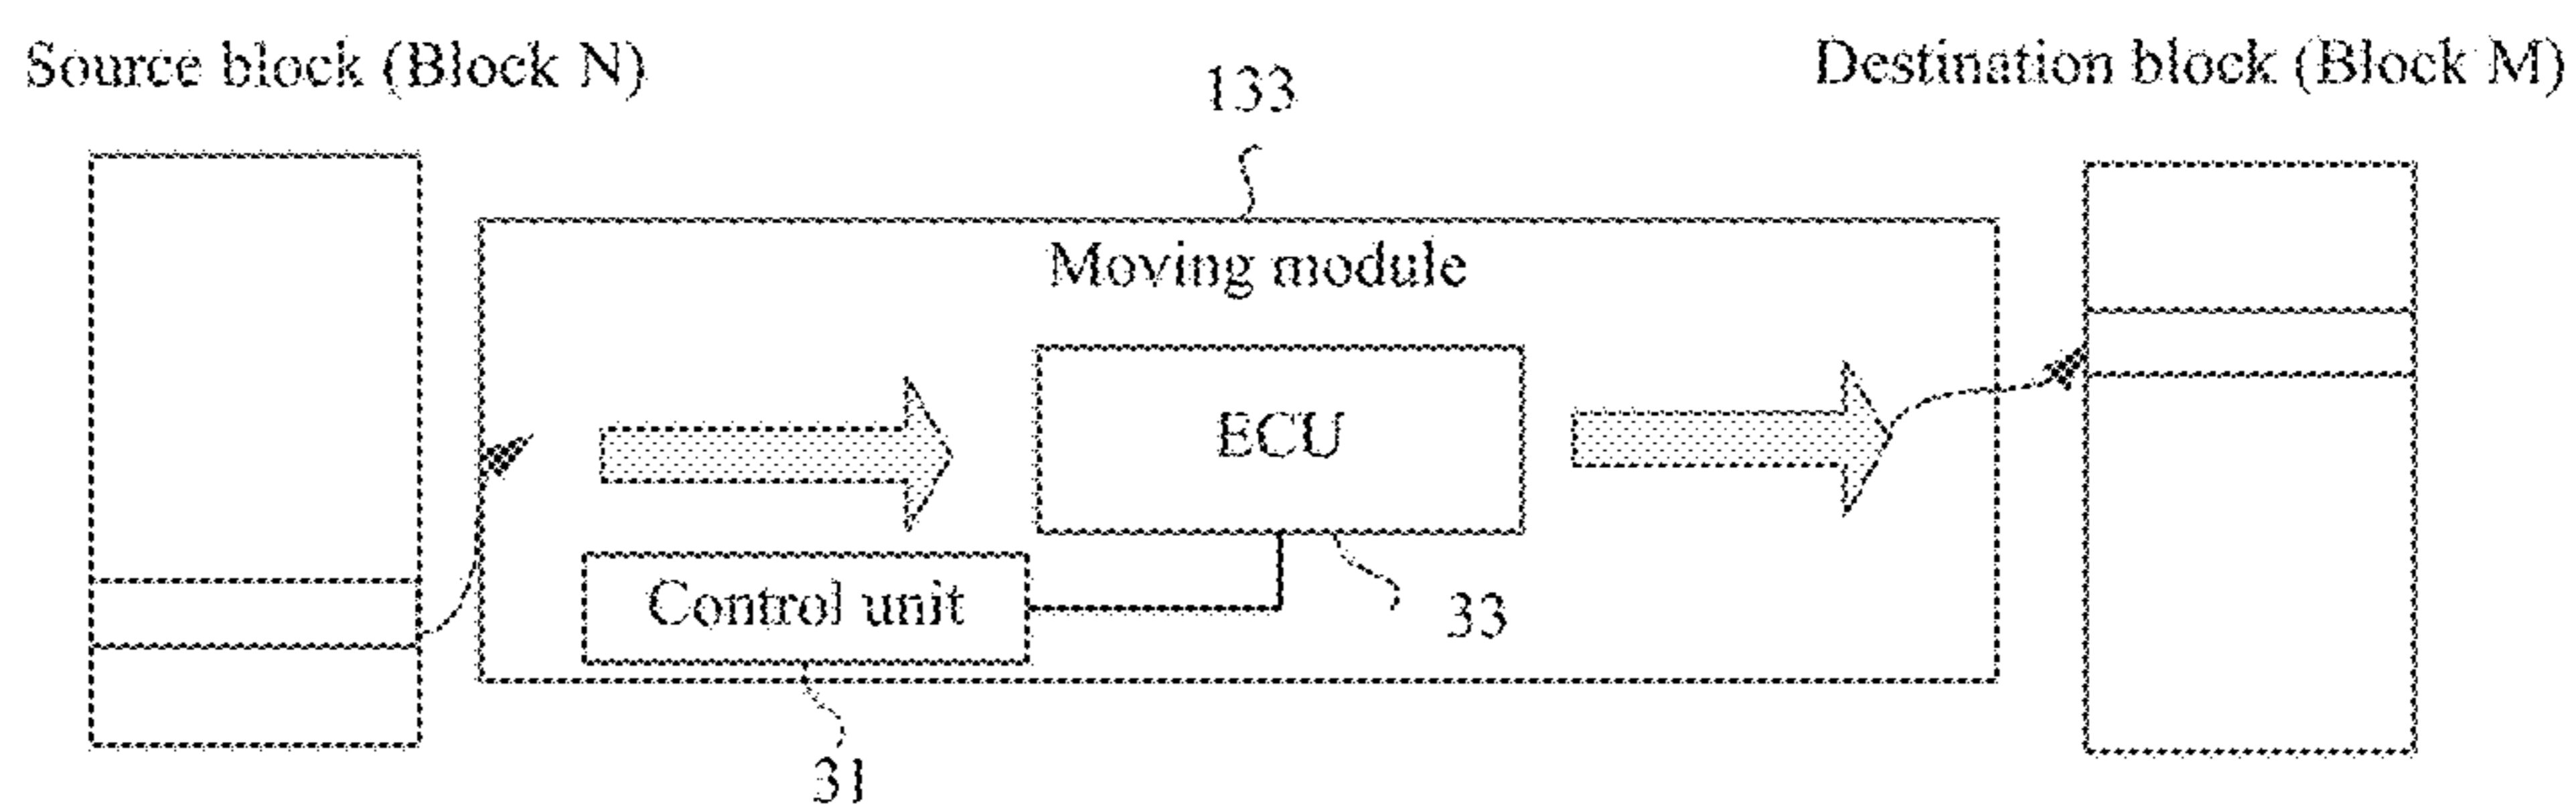 Source block (Block N)
133
Destination block (Block M)
Moving module
ECU
Control unit
33
31